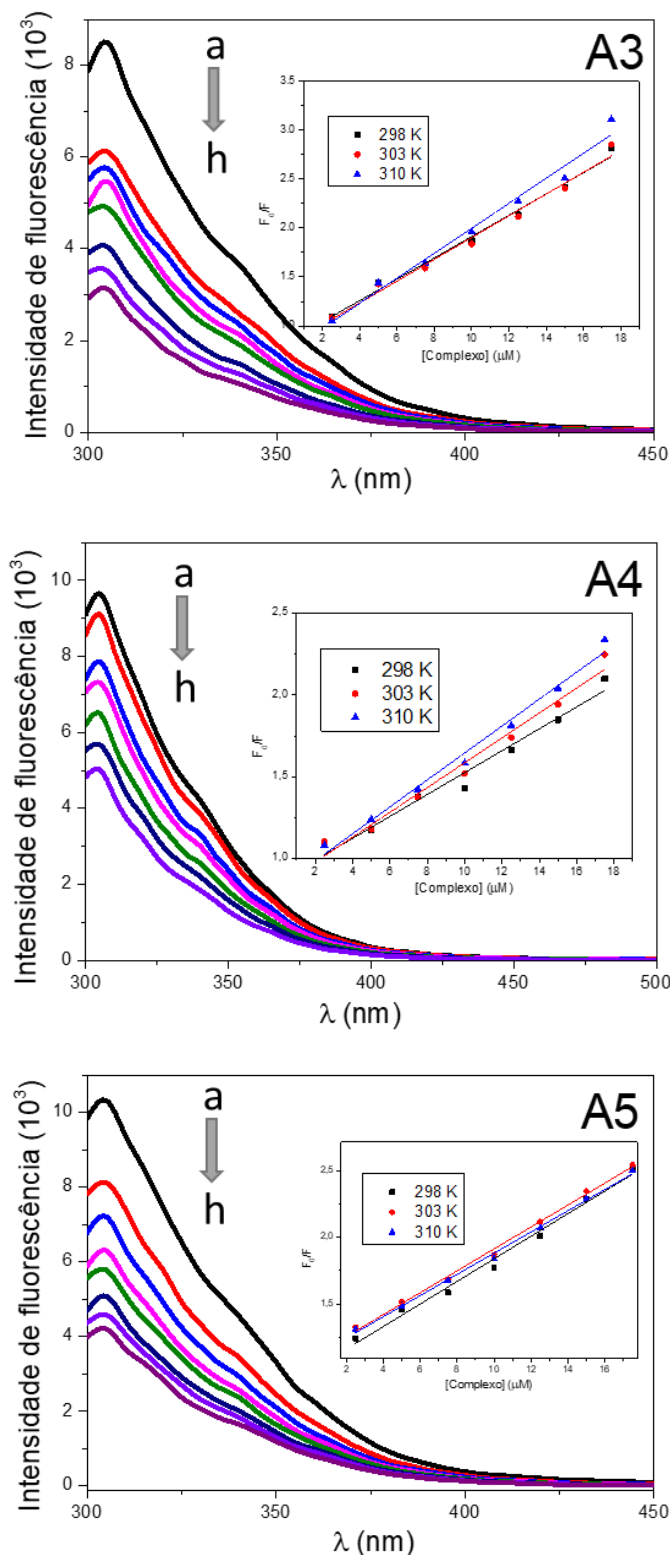 A3
Intensidade de fluorescência (10³)
8
6
4
2
0
a
h
3,5
3,0
2,5
2,0
1,5
F₀/F
298 K
303 K
310 K
2 4 6 8 10 12 14 16 18
[Complexo] (μM)
300 350 400 450
λ (nm)
A4
Intensidade de fluorescência (10³)
10
8
6
4
2
0
a
h
2,5
2,0
1,5
1,0
F₀/F
298 K
303 K
310 K
2 4 6 8 10 12 14 16 18
[Complexo] (μM)
300 350 400 450 500
λ (nm)
A5
Intensidade de fluorescência (10³)
10
8
6
4
2
0
a
h
2,5
2,0
1,5
F₀/F
298 K
303 K
310 K
2 4 6 8 10 12 14 16
[Complexo] (μM)
300 350 400 450
λ (nm)